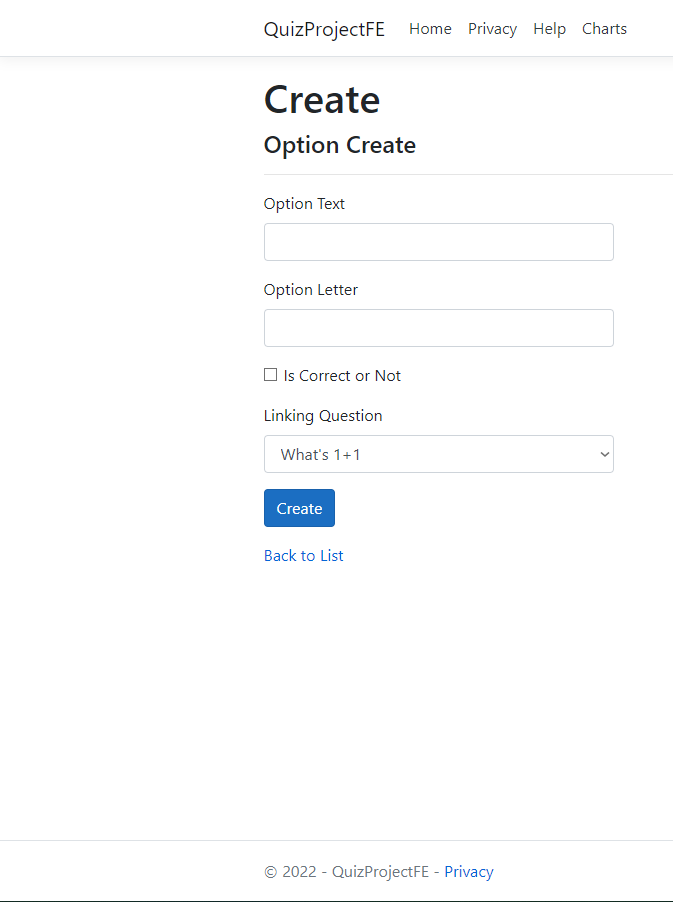 QuizProjectFE Home Privacy Help Charts
Create
Option Create
Option Text
Option Letter
Is Correct or Not
Linking Question
What's 1+1
Create
Back to List
© 2022 - QuizProjectFE - Privacy